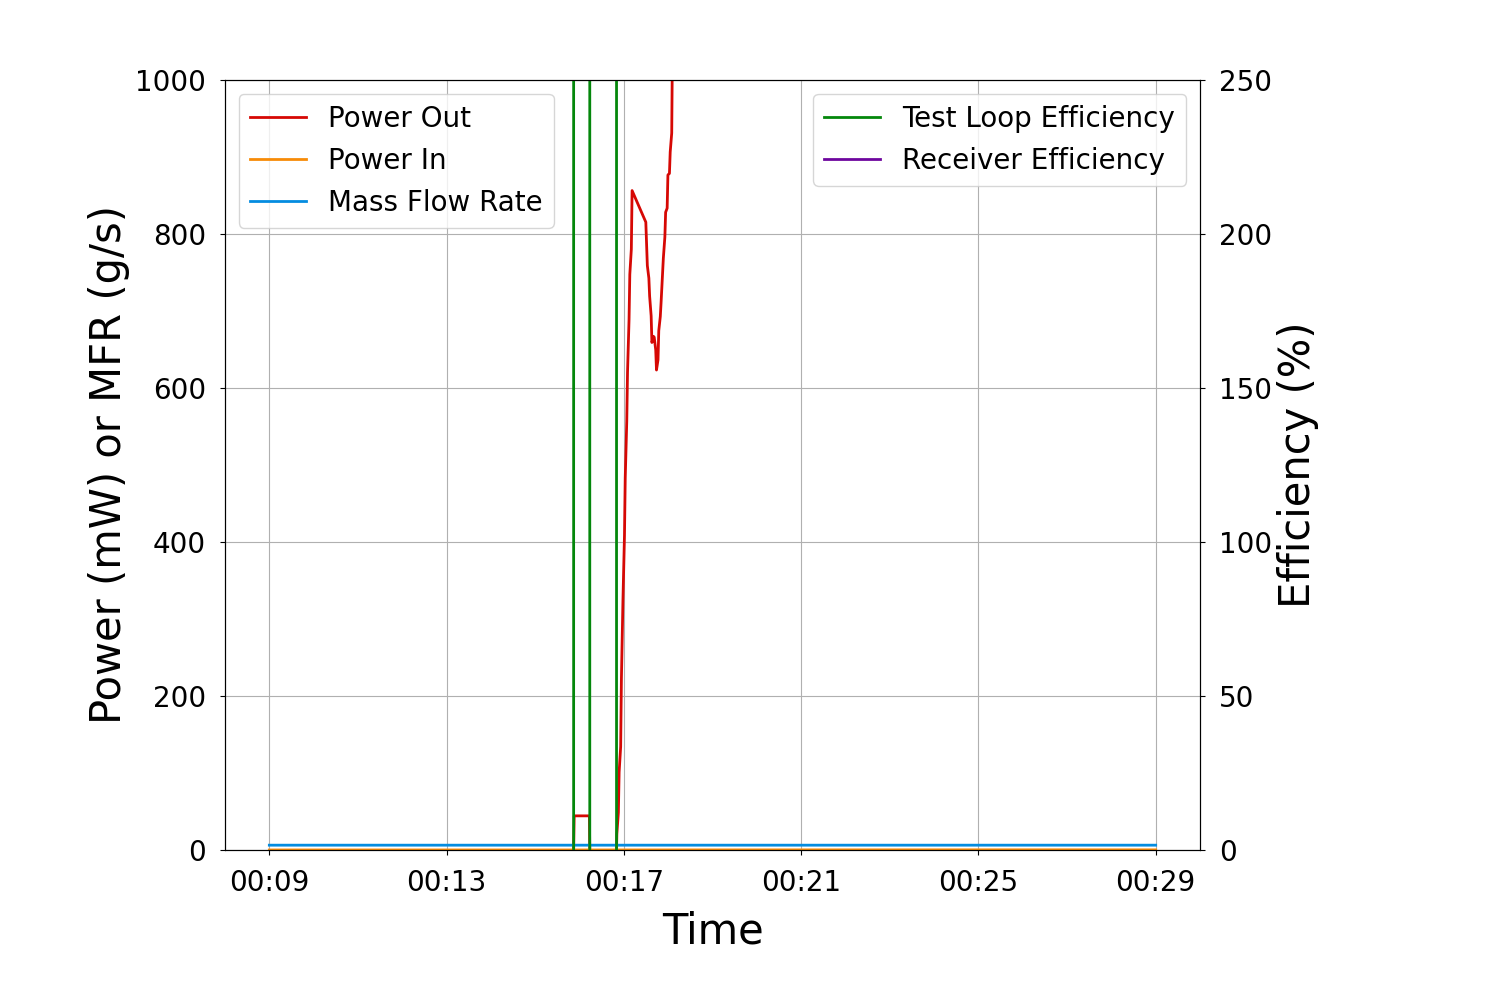 1000
800
600
400
200
0
Power (mW) or MFR (g/s)
Power Out
Power In
Mass Flow Rate
Test Loop Efficiency
Receiver Efficiency
250
200
150
100
50
0
Efficiency (%)
00:09 00:13 00:17 00:21 00:25 00:29
Time